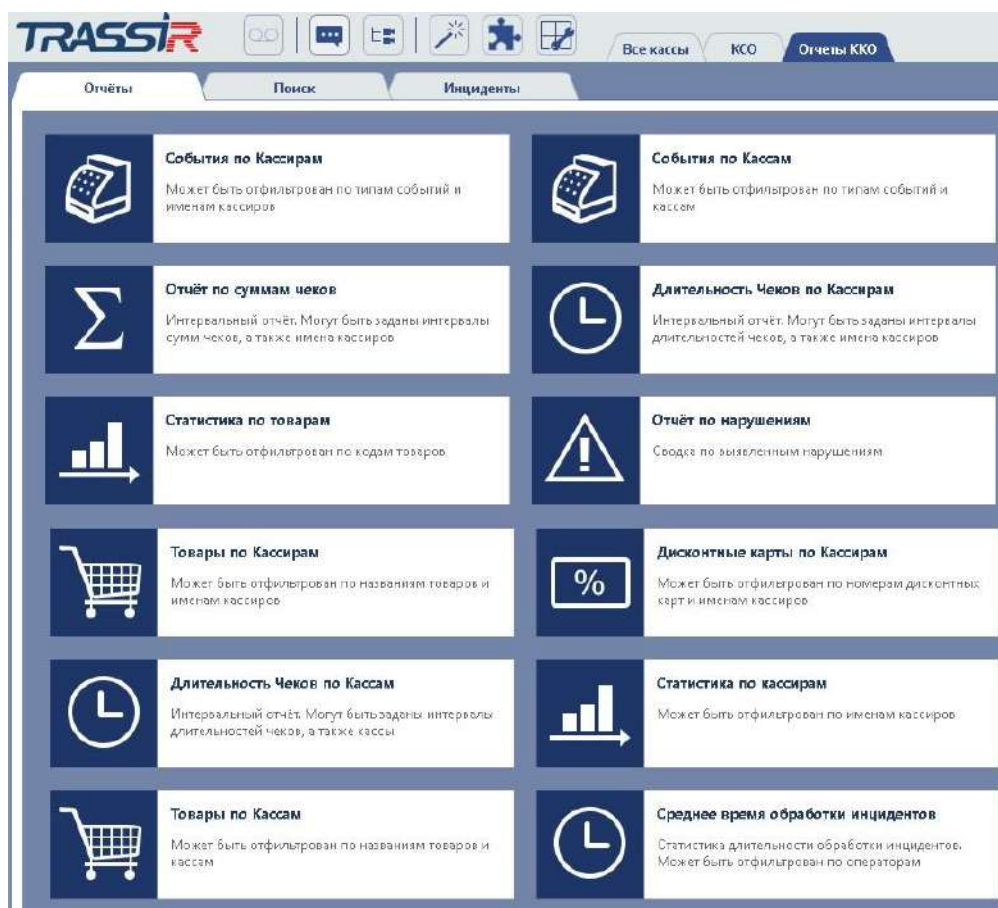 TRASSIR
Все кассы
КСО
Отчеты ККО
Отчёты
Поиск
Инциденты
События по Кассирам
Может быть отфильтрован по типам событий и
именам кассиров
События по Кассам
Может быть отфильтрован по типам событий и
кассам
Отчёт по суммам чеков
Интервальный отчёт. Могут быть заданы интервалы
сумм чеков, а также имена кассиров
Длительность Чеков по Кассирам
Интервальный отчёт. Могут быть заданы интервалы
длительностей чеков, а также имена кассиров
Статистика по товарам
Может быть отфильтрован по кодам товаров
Отчёт по нарушениям
Сводка по выявленным нарушениям
Товары по Кассирам
Может быть отфильтрован по названиям товаров и
именам кассиров
%
Дисконтные карты по Кассирам
Может быть отфильтрован по номерам дисконтных
карт и именам кассиров
Длительность Чеков по Кассам
Интервальный отчёт. Могут быть заданы интервалы
длительностей чеков, а также кассы
Статистика по кассирам
Может быть отфильтрован по именам кассиров
Товары по Кассам
Может быть отфильтрован по названиям товаров и
кассам
Среднее время обработки инцидентов
Статистика длительности обработки инцидентов.
Может быть отфильтрован по операторам